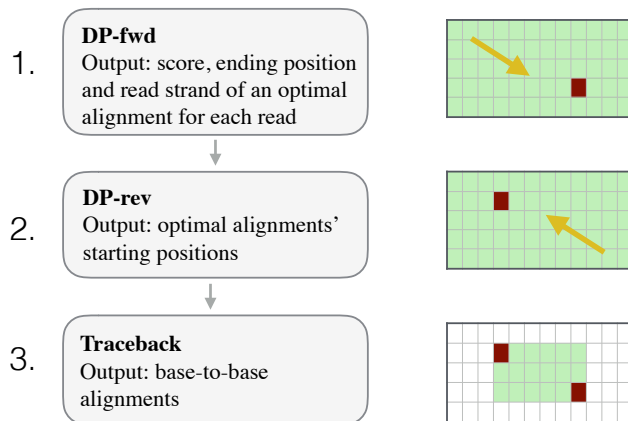 1.
DP-fwd
Output: score, ending position
and read strand of an optimal
alignment for each read
2.
DP-rev
Output: optimal alignments’
starting positions
3.
Traceback
Output: base-to-base
alignments